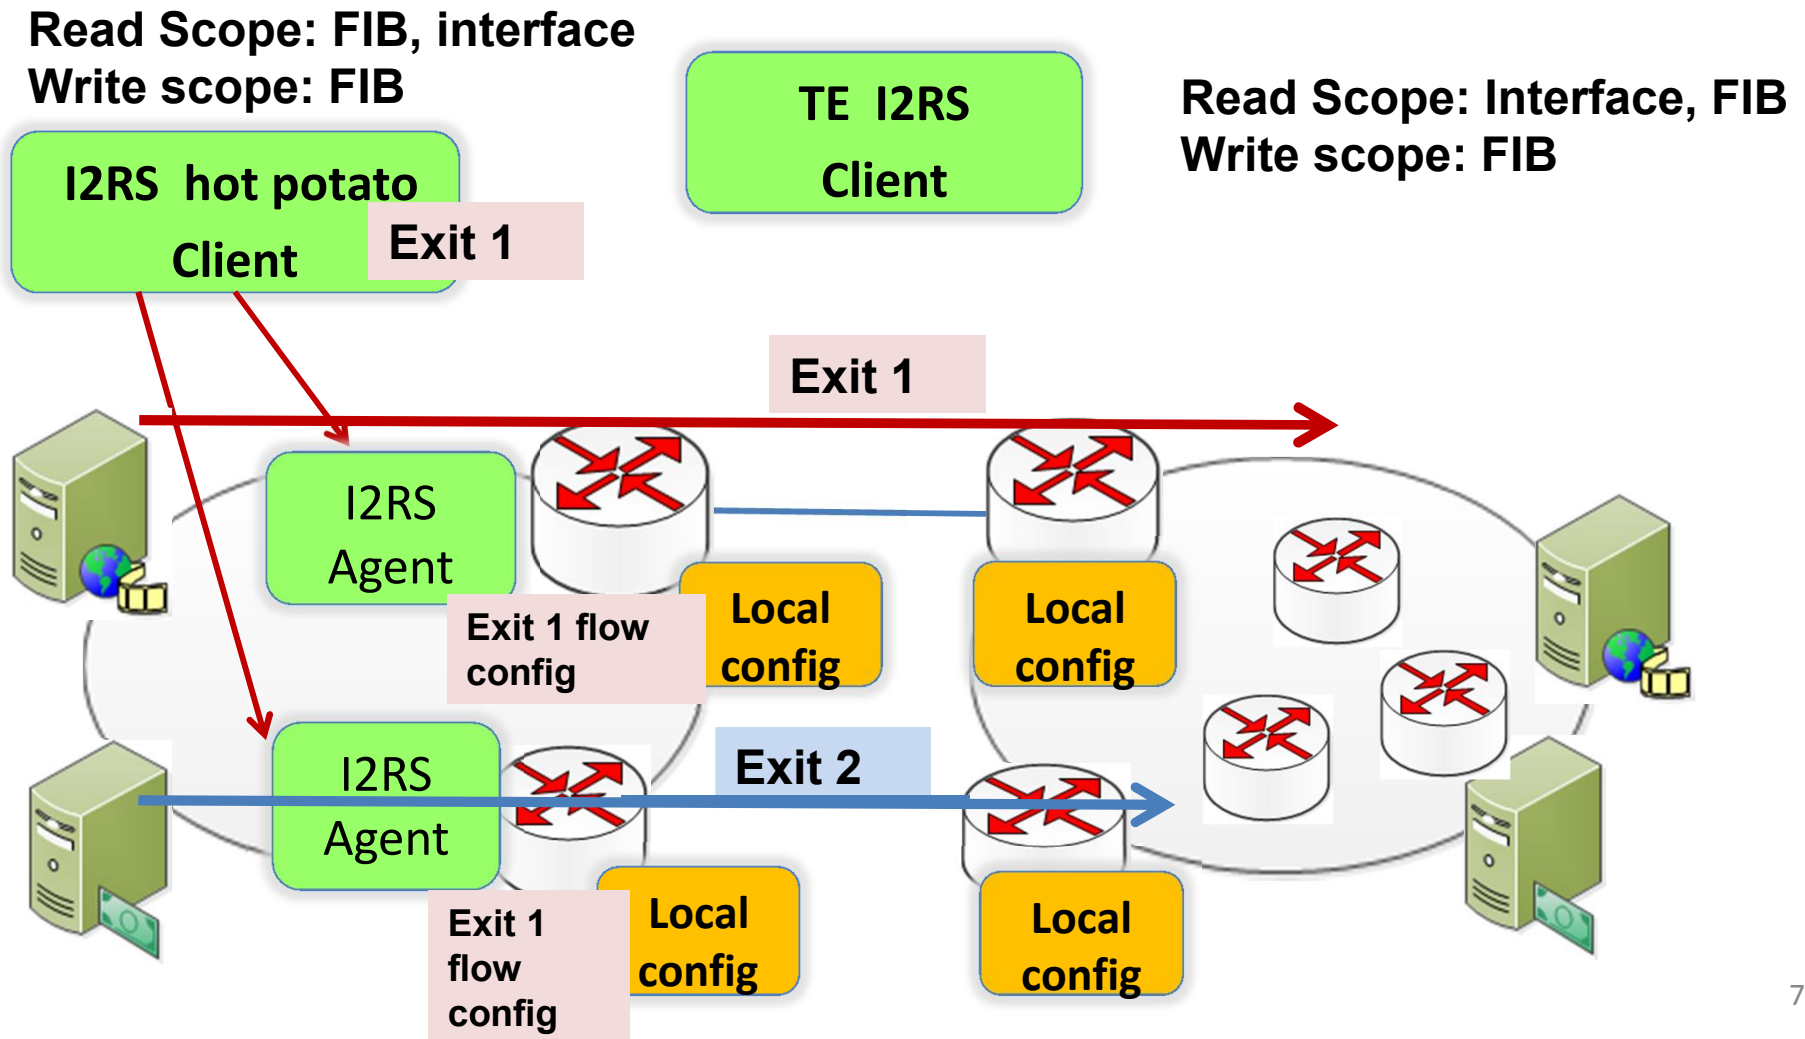 Read Scope: FIB, interface
Write scope: FIB
TE I2RS
Client
Read Scope: Interface, FIB
Write scope: FIB
I2RS hot potato
Client
Exit 1
Exit 1
I2RS
Agent
Exit 1 flow
config
Local
config
Local
config
I2RS
Agent
Exit 2
Exit 1
flow
config
Local
config
Local
config
7